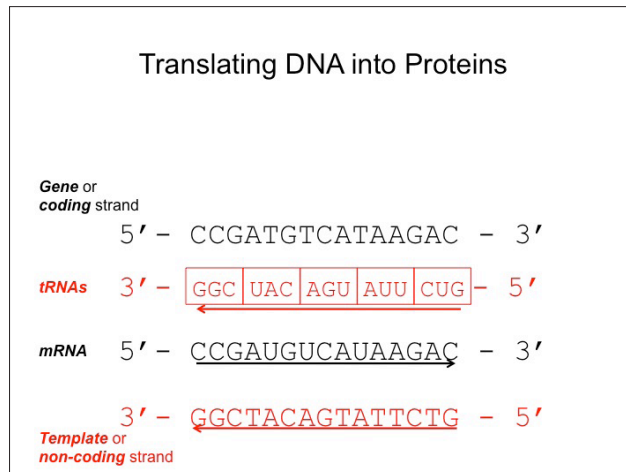 Translating DNA into Proteins
Gene or
coding strand
5′ - CCGATGTCATAAGAC - 3′
tRNAs 3′ - GGC UAC AGU AUU CUG - 5′
mRNA 5′ - CCGAUGUCAUAAGAC - 3′
3′ - GGCTACAGTATTCTG - 5′
Template or
non-coding strand